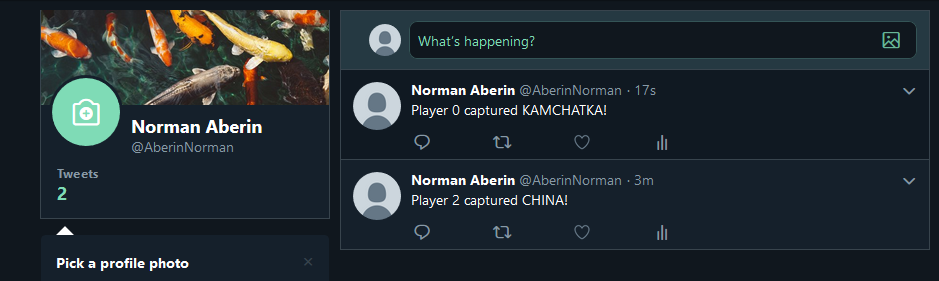 Norman Aberin
@AberinNorman
Tweets
2
Pick a profile photo
What's happening?
Norman Aberin @AberinNorman · 17s
Player 0 captured KAMCHATKA!
Norman Aberin @AberinNorman · 3m
Player 2 captured CHINA!